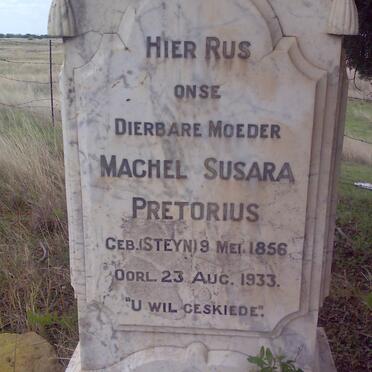 HIER RUS
ONSE
DIERBARE MOEDER
MACHEL SUSARA
PRETORIUS
GEB.(STEYN) 9 MEI. 1856
OORL. 23 AUG. 1933.
"U WIL GESKIEDE".